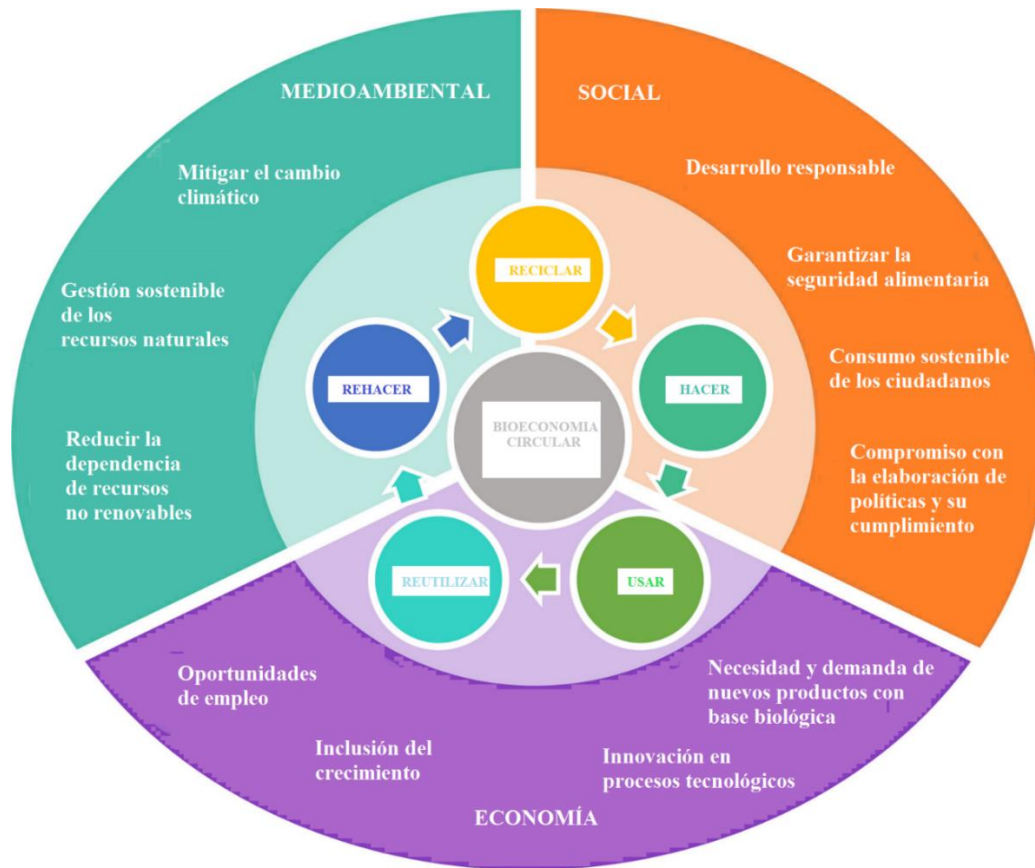 MEDIOAMBIENTAL
Mitigar el cambio
climático
Gestión sostenible
de los
recursos naturales
Reducir la
dependencia
de recursos
no renovables
SOCIAL
Desarrollo responsable
Garantizar la
seguridad alimentaria
Consumo sostenible
de los ciudadanos
Compromiso con
la elaboración de
políticas y su
cumplimiento
RECICLAR
HACER
USAR
REUTILIZAR
REHACER
BIOECONOMIA
CIRCULAR
Oportunidades
de empleo
Inclusión del
crecimiento
Innovación en
procesos tecnológicos
Necesidad y demanda de
nuevos productos con
base biológica
ECONOMÍA